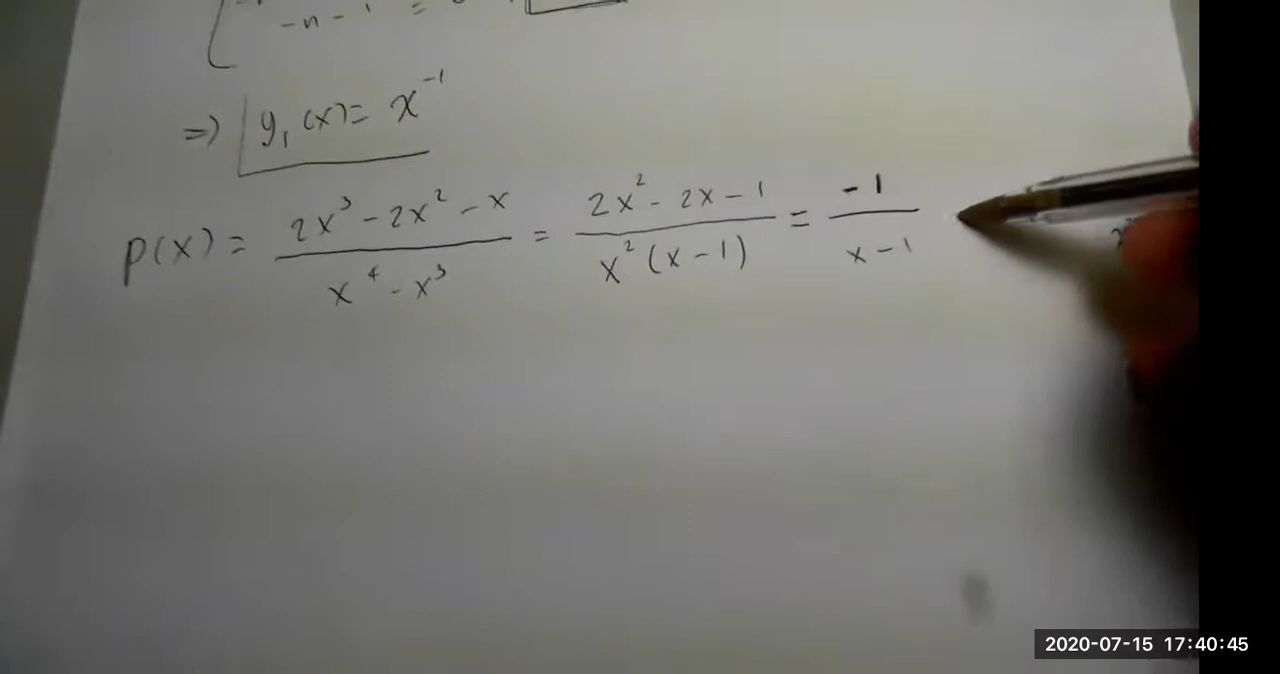 -n-1 = 
=> y₁(x) = x⁻¹
p(x) = (2x³ - 2x² - x)/(x⁴ - x³) = (2x² - 2x - 1)/(x²(x-1)) = -1/(x-1)
2020-07-15 17:40:45